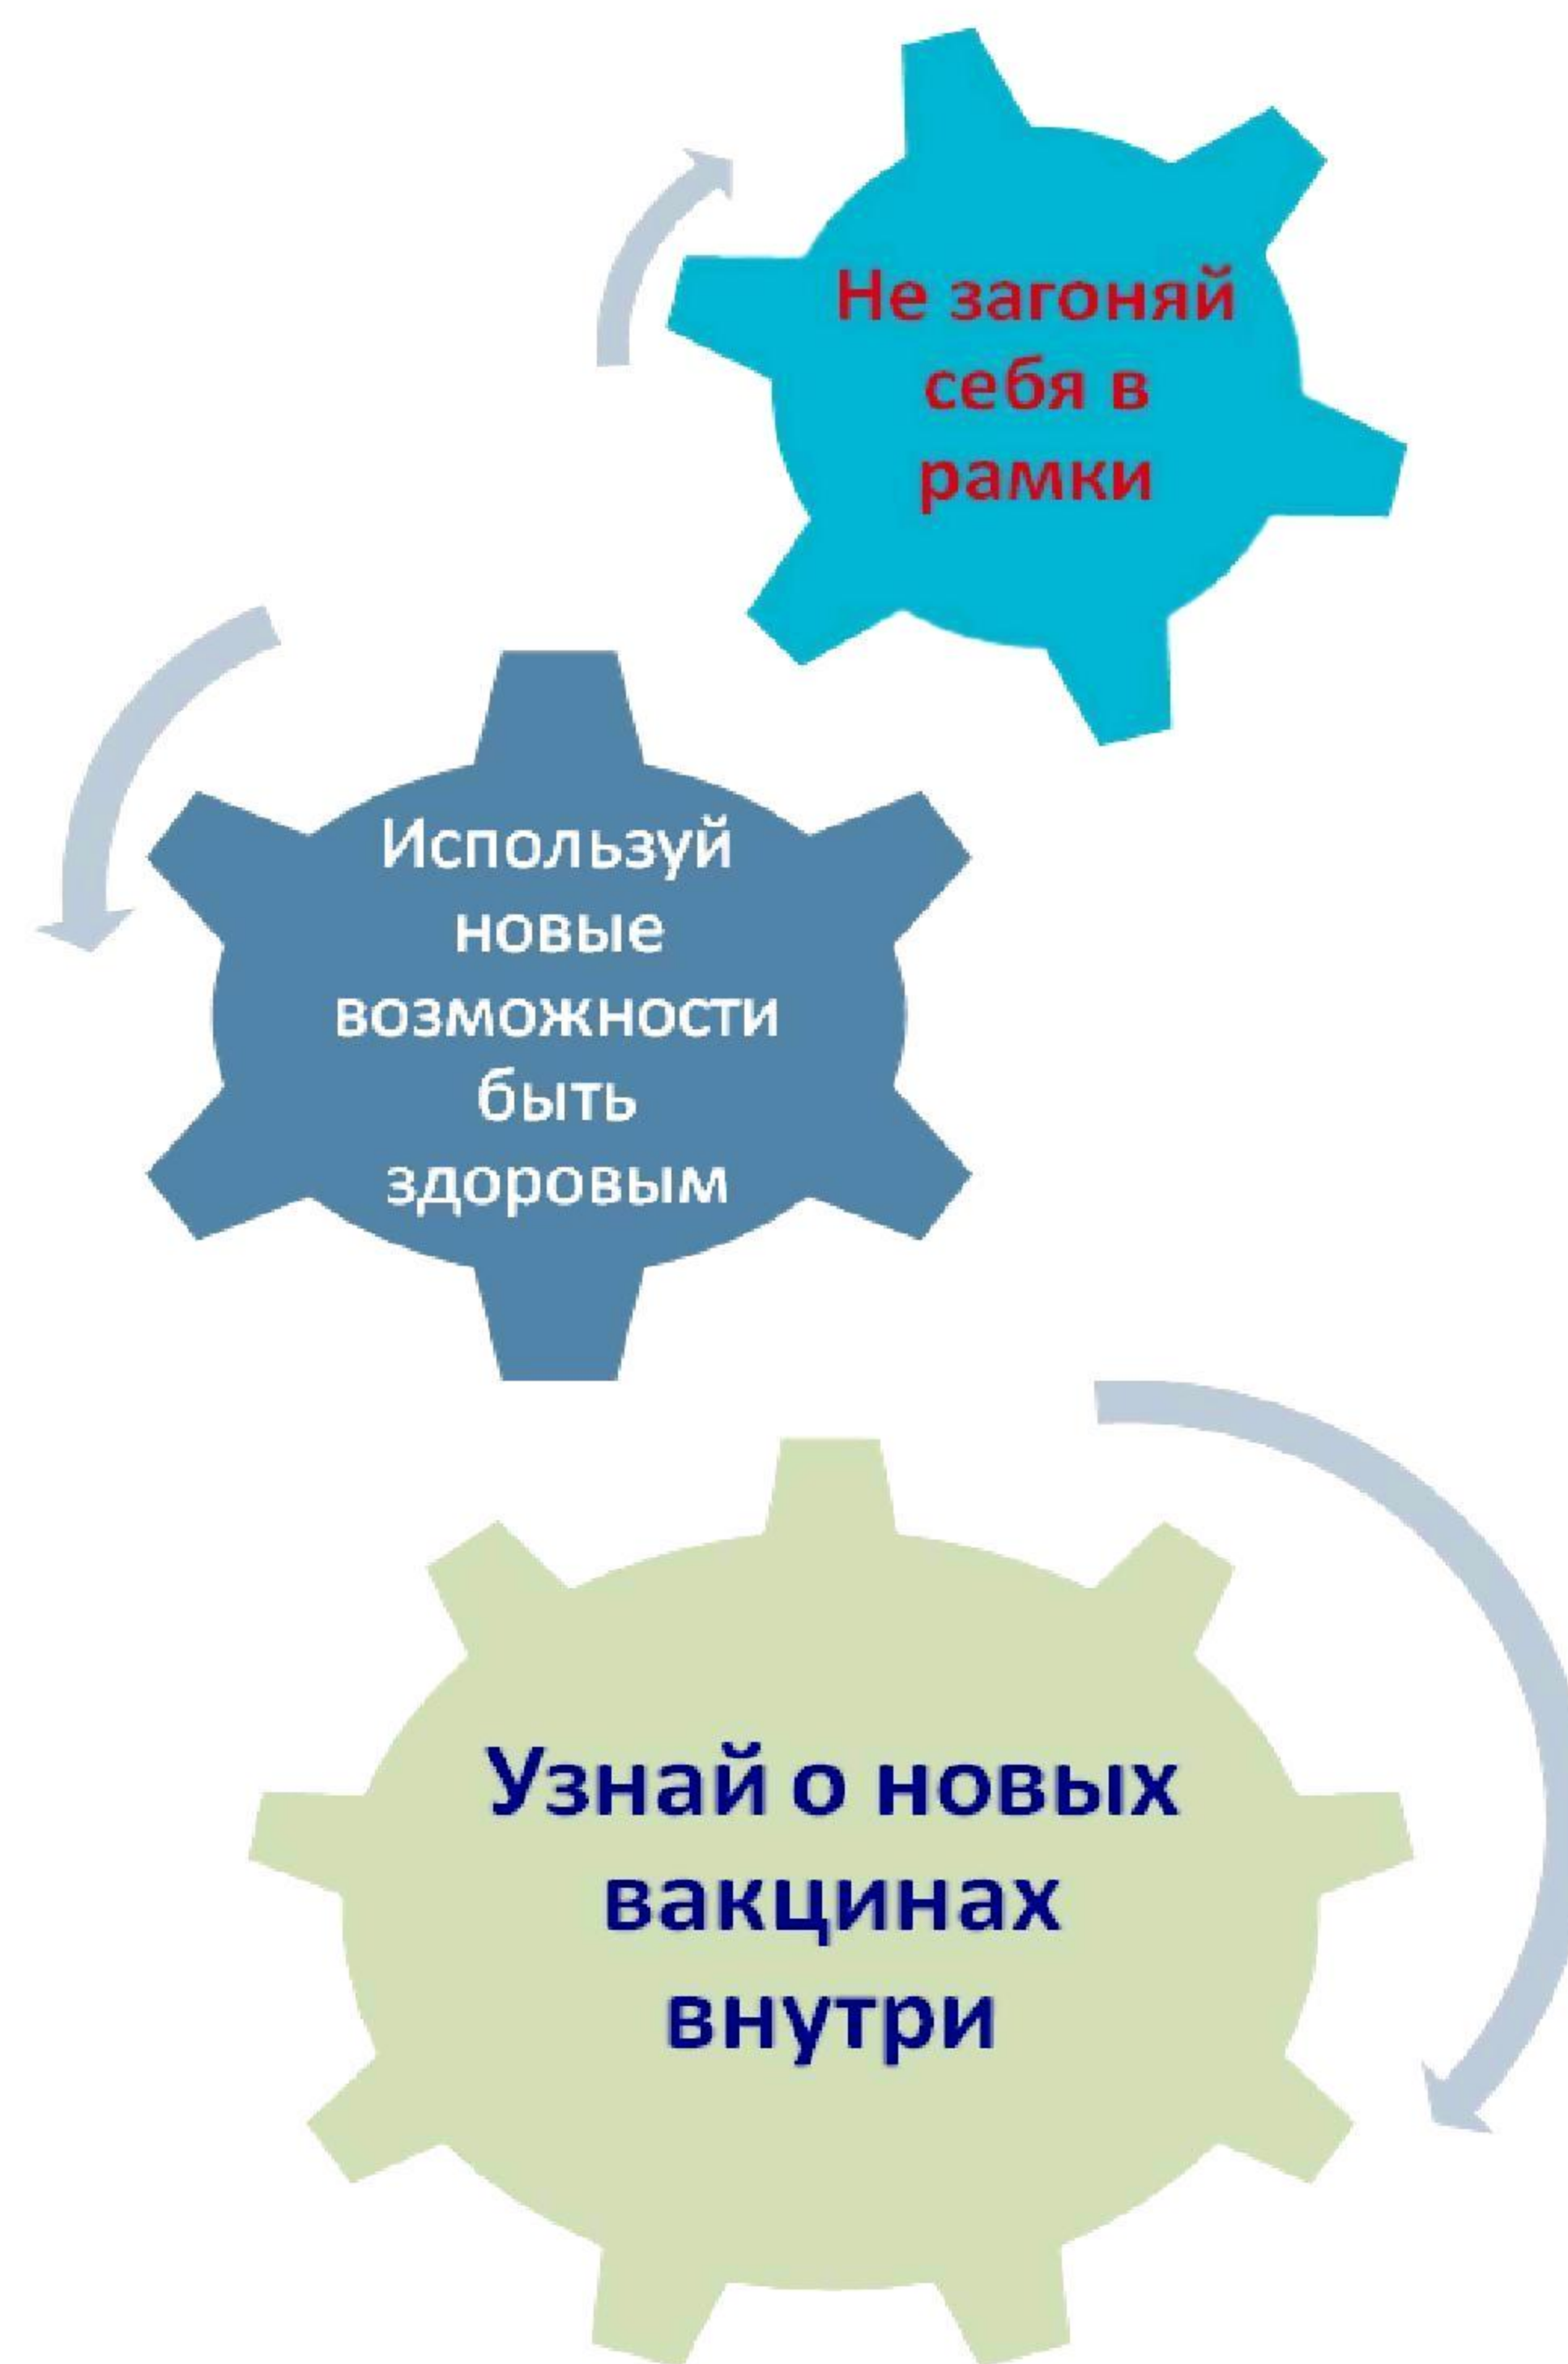 Не загоняй
себя в
рамки
Используй
новые
возможности
быть
здоровым
Узнай о новых
вакцинах
внутри